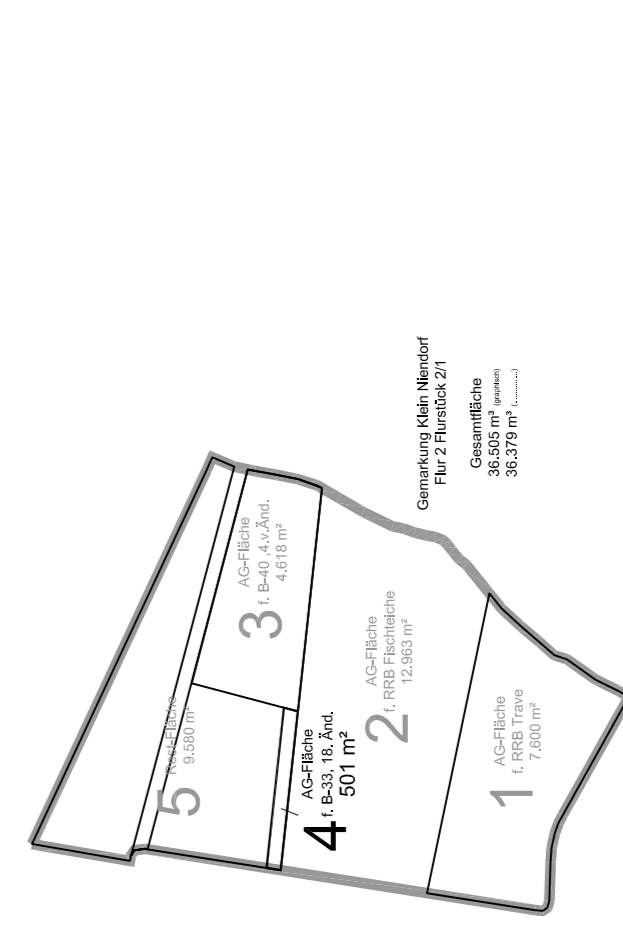 Gemarkung Klein Niendorf
Flur 2 Flurstück 2/1
Gesamtfläche
36.505 m³ (graphisch)
36.379 m³ (...........)
5
Rest-Fläche
9.580 m²
3
AG-Fläche
f. B-40 ,4.v.Änd.
4.618 m²
4
AG-Fläche
f. B-33, 18. Änd.
501 m²
2
AG-Fläche
f. RRB Fischteiche
12.963 m²
1
AG-Fläche
f. RRB Trave
7.600 m²